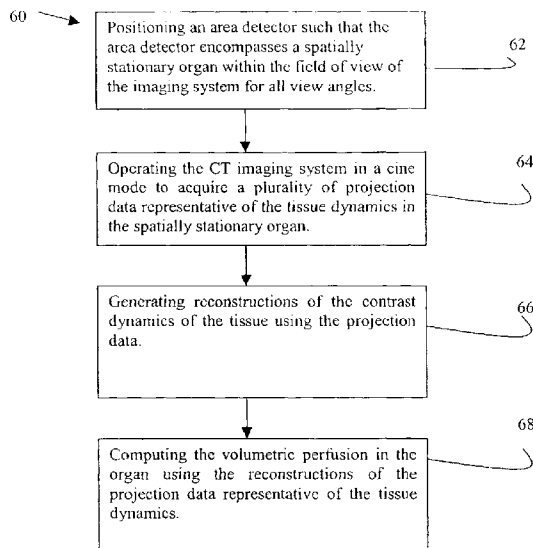 60
Positioning an area detector such that the
area detector encompasses a spatially
stationary organ within the field of view of
the imaging system for all view angles.
62
Operating the CT imaging system in a cine
mode to acquire a plurality of projection
data representative of the tissue dynamics in
the spatially stationary organ.
64
Generating reconstructions of the contrast
dynamics of the tissue using the projection
data.
66
Computing the volumetric perfusion in the
organ using the reconstructions of the
projection data representative of the tissue
dynamics.
68